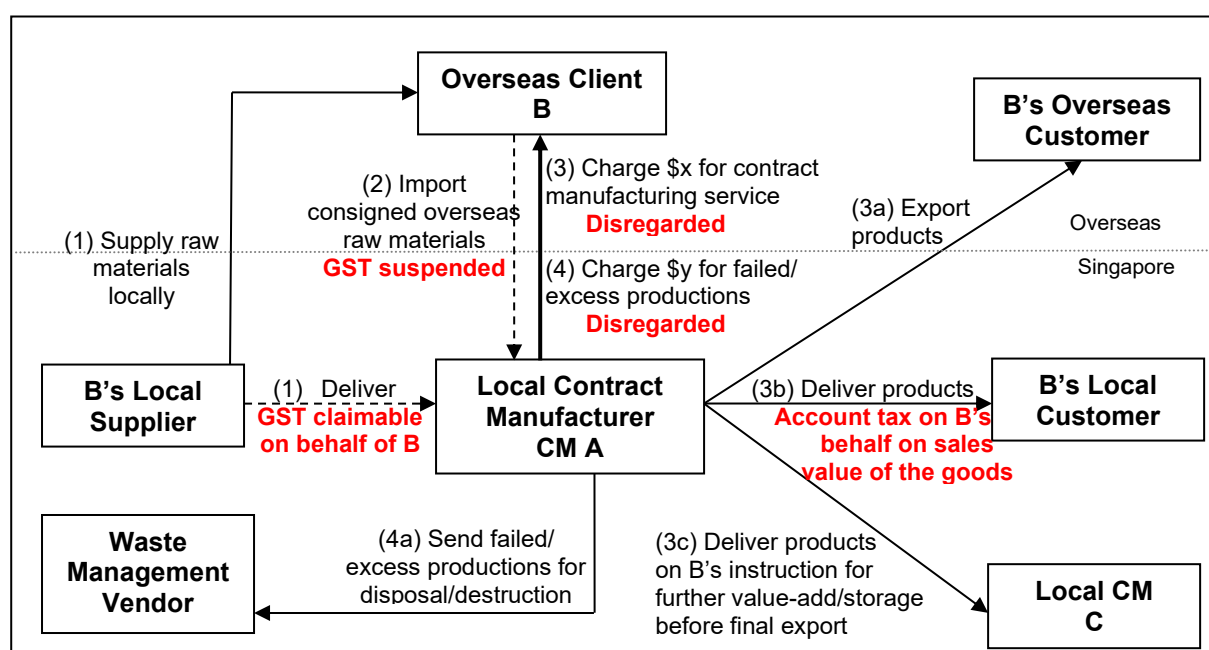 Overseas Client
B
B’s Overseas
Customer
(2) Import
consigned overseas
raw materials
GST suspended
(3) Charge $x for contract
manufacturing service
Disregarded
(3a) Export
products
Overseas
Singapore
(1) Supply raw
materials
locally
(4) Charge $y for failed/
excess productions
Disregarded
B’s Local
Supplier
(1) Deliver
GST claimable
on behalf of B
Local Contract
Manufacturer
CM A
(3b) Deliver products
Account tax on B’s
behalf on sales
value of the goods
B’s Local
Customer
Waste
Management
Vendor
(4a) Send failed/
excess productions for
disposal/destruction
(3c) Deliver products
on B’s instruction for
further value-add/storage
before final export
Local CM
C